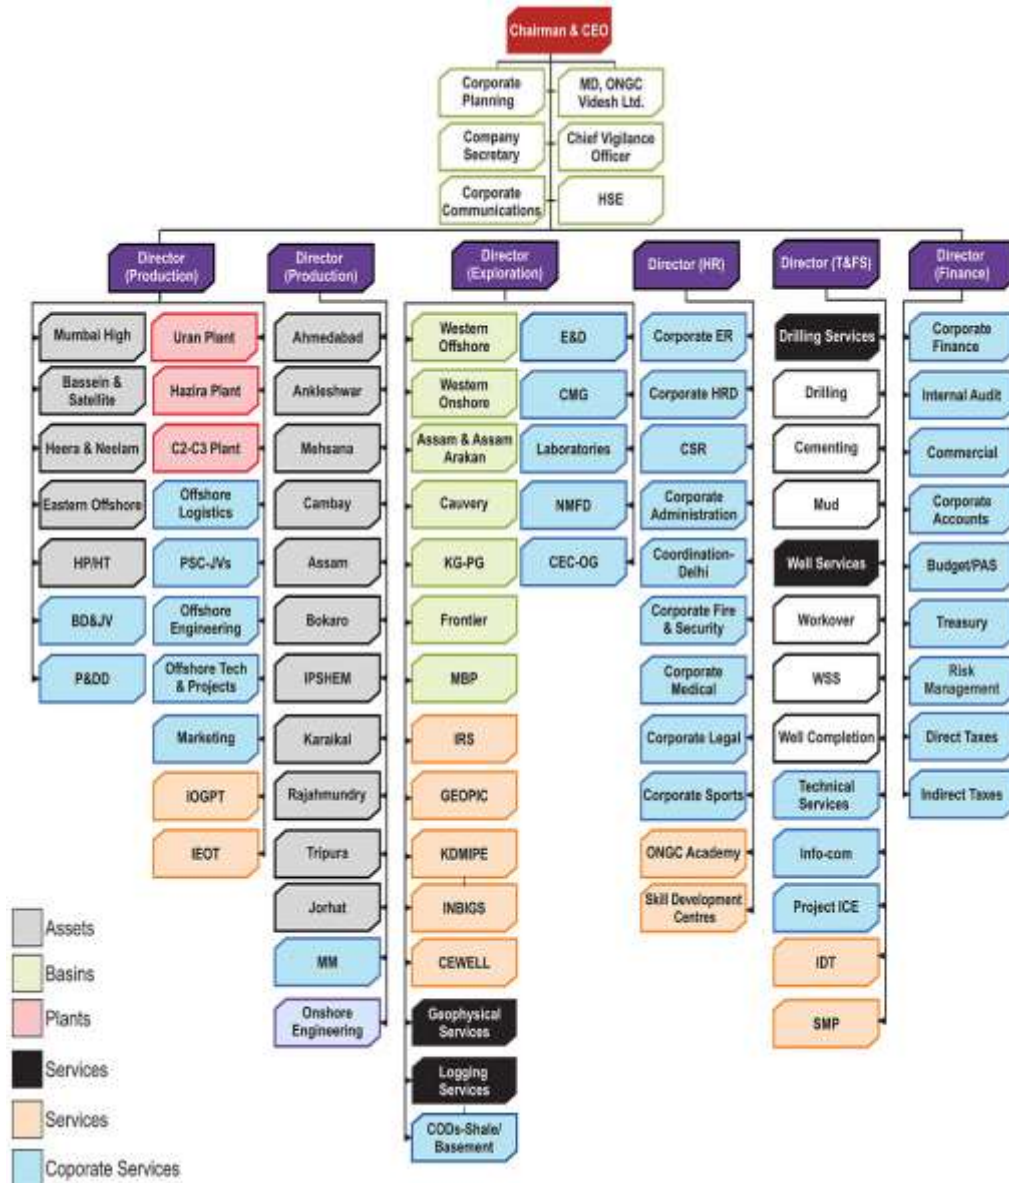 Chairman & CEO
Corporate
Planning
MD, ONGC
Videsh Ltd.
Company
Secretary
Chief Vigilance
Officer
Corporate
Communications
HSE
Director
(Production)
Director
(Production)
Director
(Exploration)
Director (HR)
Director (T&FS)
Director
(Finance)
Mumbai High
Bassein &
Satellite
Heera & Neelam
Eastern Offshore
HP/HT
BD&JV
P&DD
Uran Plant
Hazira Plant
C2-C3 Plant
Offshore
Logistics
PSC-JVs
Offshore
Engineering
Offshore Tech
& Projects
Marketing
IOGPT
IEOT
Ahmedabad
Ankleshwar
Mehsana
Cambay
Assam
Bokaro
IPSHEM
Karaikal
Rajahmundry
Tripura
Jorhat
MM
Onshore
Engineering
Western
Offshore
Western
Onshore
Assam & Assam
Arakan
Cauvery
KG-PG
Frontier
MBP
IRS
GEOPIC
KDMIPE
INBIGS
CEWELL
Geophysical
Services
Logging
Services
CODs-Shale/
Basement
E&D
CMG
Laboratories
NMFD
CEC-OG
Corporate ER
Corporate HRD
CSR
Corporate
Administration
Coordination-
Delhi
Corporate Fire
& Security
Corporate
Medical
Corporate Legal
Corporate Sports
ONGC Academy
Skill Development
Centres
Drilling Services
Drilling
Cementing
Mud
Well Services
Workover
WSS
Well Completion
Technical
Services
Info-com
Project ICE
IDT
SMP
Corporate
Finance
Internal Audit
Commercial
Corporate
Accounts
Budget/PAS
Treasury
Risk
Management
Direct Taxes
Indirect Taxes
Assets
Basins
Plants
Services
Services
Coporate Services